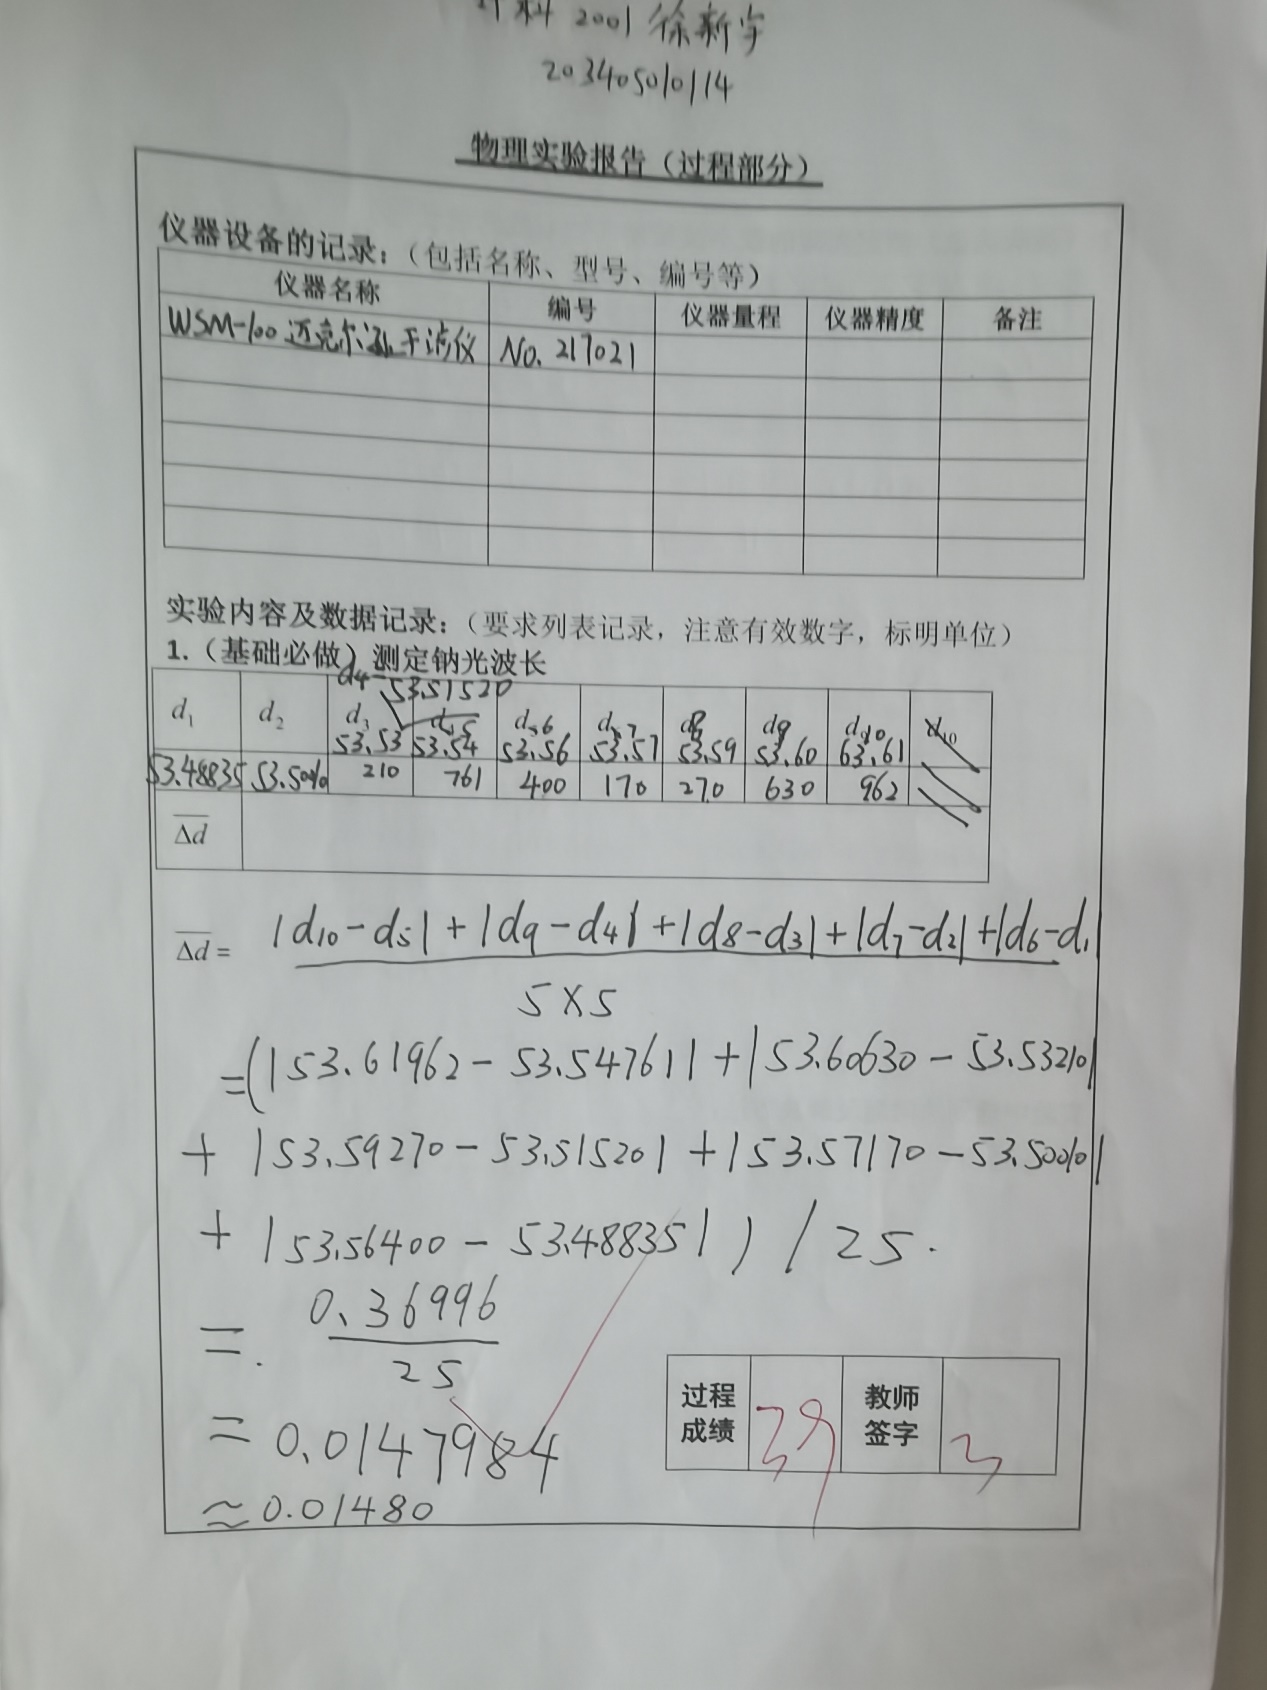 科 2001 徐新宇
203405010114
物理实验报告（过程部分）
仪器设备的记录：（包括名称、型号、编号等）
仪器名称 编号 仪器量程 仪器精度 备注
WSM-100 迈克尔逊干涉仪 No. 217021
实验内容及数据记录：（要求列表记录，注意有效数字，标明单位）
1.（基础必做）测定钠光波长
d4 53.51520
d1 d2 d3 d5 d6 d7 d8 d9 d10 d10
53.53 53.54 53.56 53.57 53.59 53.60 63.61
53.48835 53.50010 210 761 400 170 270 630 962
Δd
Δd = |d10-d5|+|d9-d4|+|d8-d3|+|d7-d2|+|d6-d1|
5×5
=(|53.61962-53.54761|+|53.60630-53.53210|
+|53.59270-53.51520|+|53.57170-53.50010|
+|53.56400-53.48835|)/25.
= 0.36996
25
=0.0147984
≈0.01480
过程成绩 教师签字